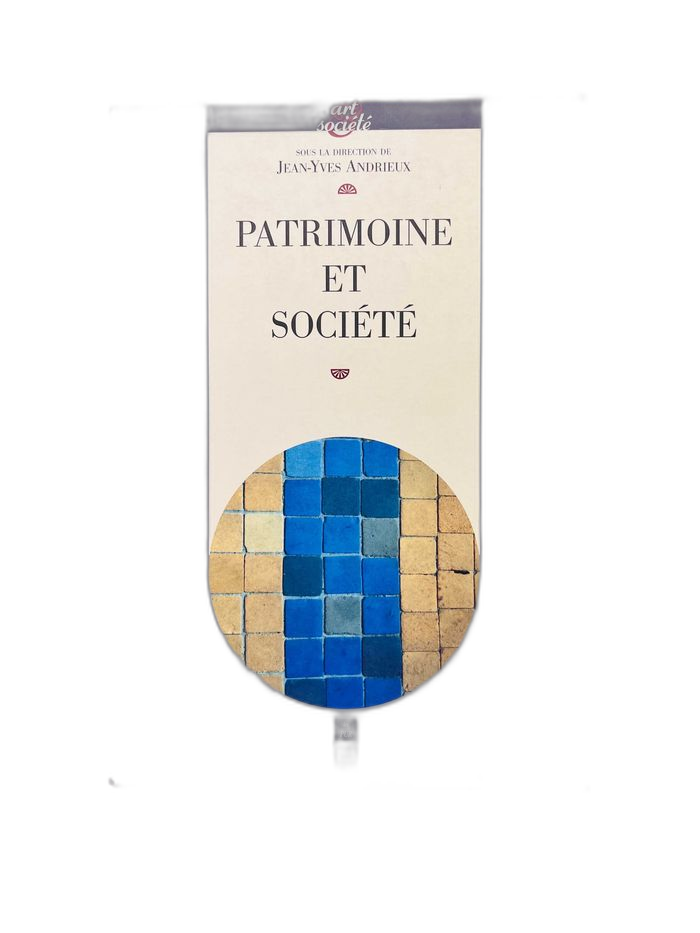 art
société
SOUS LA DIRECTION DE
JEAN-YVES ANDRIEUX
PATRIMOINE
ET
SOCIÉTÉ